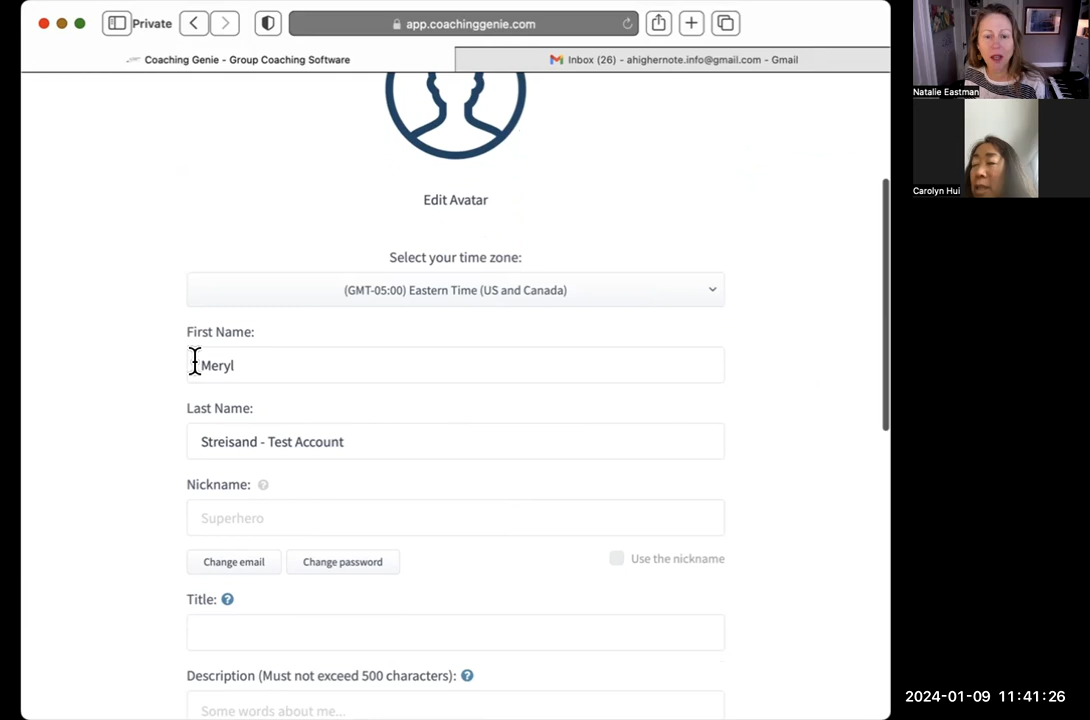 Private
app.coachinggenie.com
Coaching Genie - Group Coaching Software
Inbox (26) - ahighernote.info@gmail.com - Gmail
Natalie Eastman
Carolyn Hui
Edit Avatar
Select your time zone:
(GMT-05:00) Eastern Time (US and Canada)
First Name:
Meryl
Last Name:
Streisand - Test Account
Nickname: ?
Superhero
Change email
Change password
Use the nickname
Title: ?
Description (Must not exceed 500 characters): ?
Some words about me...
2024-01-09 11:41:26